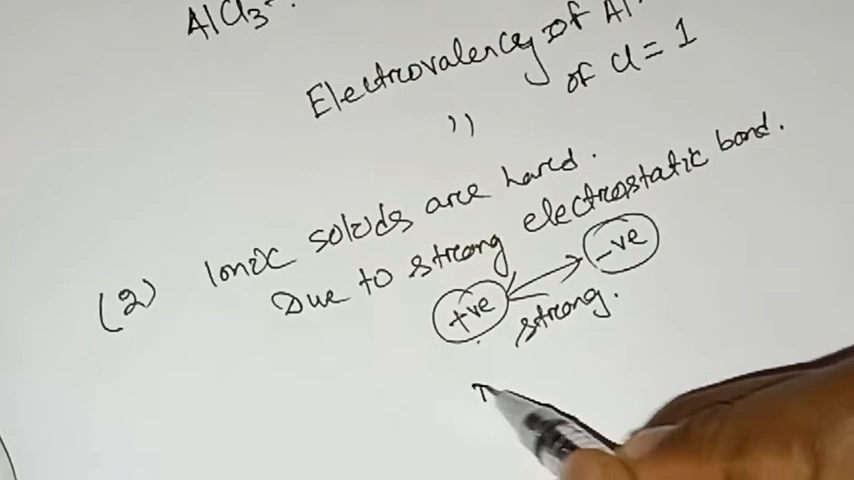 AlCl3
Electrovalency of Al
" of Cl = 1
(2) Ionic solids are hard.
Due to strong electrostatic bond.
+ve -ve
strong.